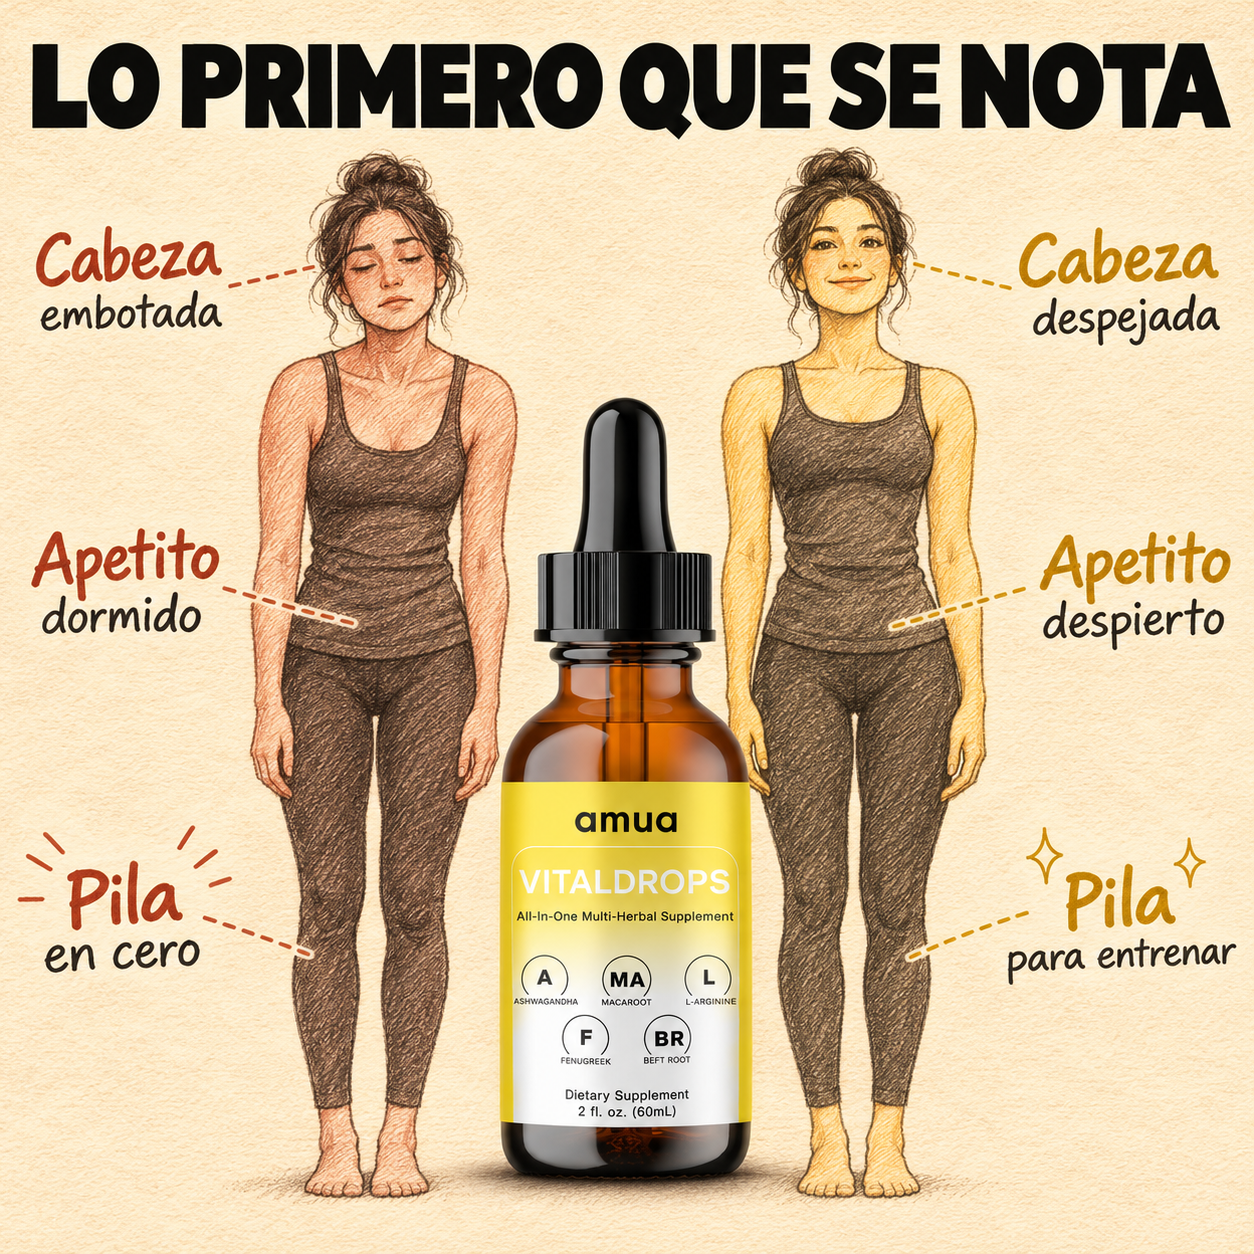 LO PRIMERO QUE SE NOTA
Cabeza
embotada
Cabeza
despejada
Apetito
dormido
Apetito
despierto
Pila
en cero
Pila
para entrenar
amua
VITALDROPS
All-In-One Multi-Herbal Supplement
A
MA
L
ASHWAGANDHA
MACAROOT
L-ARGININE
F
BR
FENUGREEK
BEFT ROOT
Dietary Supplement
2 fl. oz. (60mL)